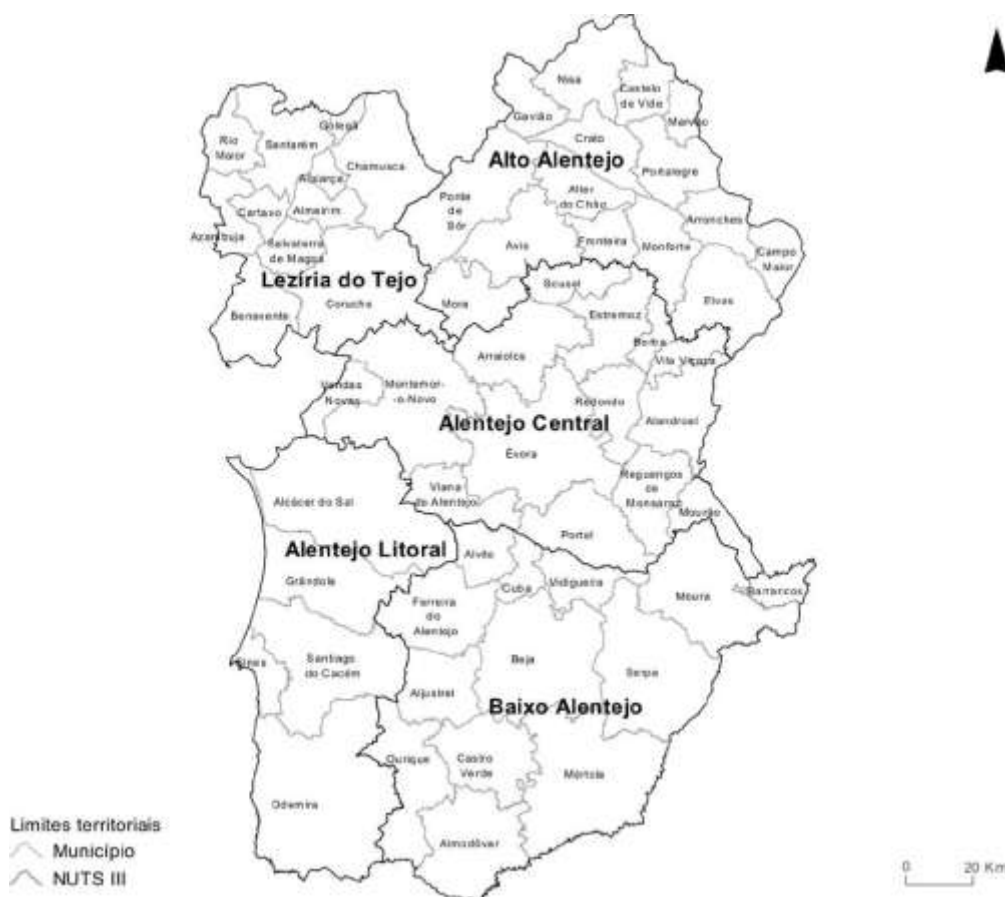 Nisa
Castelo
de Vide
Gavião
Marvão
Golegã
Crato
Rio
Maior
Santarém
Alto Alentejo
Chamusca
Portalegre
Alpiarça
Alter
do Chão
Ponte
de
Sôr
Cartaxo
Almeirim
Arronches
Azambuja
Salvaterra
de Magos
Avis
Fronteira
Monforte
Campo
Maior
Lezíria do Tejo
Sousel
Coruche
Mora
Elvas
Benavente
Estremoz
Borba
Arraiolos
Vila Viçosa
Vendas
Novas
Montemor-
-o-Novo
Redondo
Alandroal
Alentejo Central
Évora
Reguengos
de
Monsaraz
Viana
do Alentejo
Alcácer do Sal
Mourão
Portel
Alentejo Litoral
Alvito
Grândola
Cuba
Vidigueira
Moura
Barrancos
Ferreira
do
Alentejo
Sines
Santiago
do Cacém
Beja
Serpa
Aljustrel
Baixo Alentejo
Ourique
Castro
Verde
Mértola
Odemira
Almodôvar
Limites territoriais
Município
NUTS III
0 20 Km